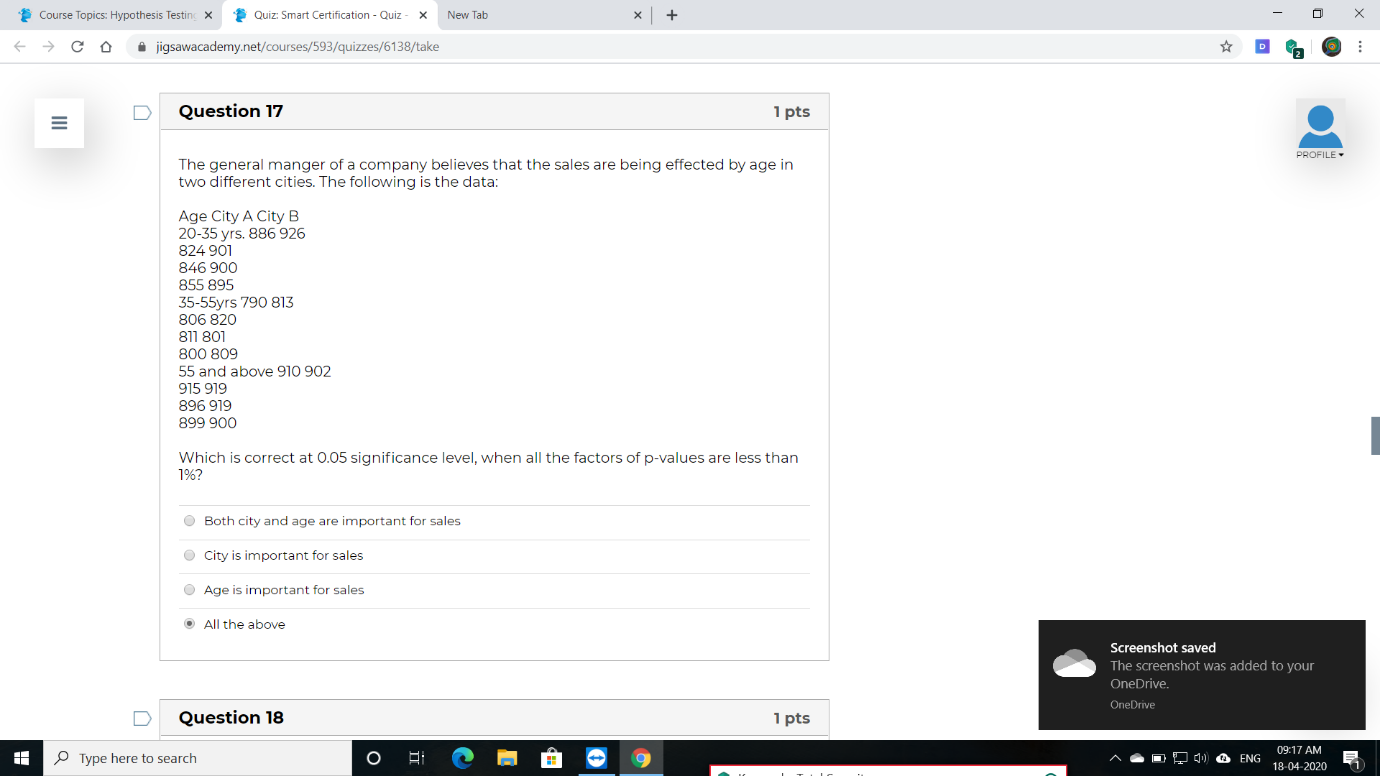 Course Topics: Hypothesis Testing
Quiz: Smart Certification - Quiz -
New Tab
jigsawacademy.net/courses/593/quizzes/6138/take
D
2
Question 17
1 pts
PROFILE
The general manger of a company believes that the sales are being effected by age in
two different cities. The following is the data:
Age City A City B
20-35 yrs. 886 926
824 901
846 900
855 895
35-55yrs 790 813
806 820
811 801
800 809
55 and above 910 902
915 919
896 919
899 900
Which is correct at 0.05 significance level, when all the factors of p-values are less than
1%?
Both city and age are important for sales
City is important for sales
Age is important for sales
All the above
Screenshot saved
The screenshot was added to your
OneDrive.
OneDrive
Question 18
1 pts
Type here to search
ENG
09:17 AM
18-04-2020
1